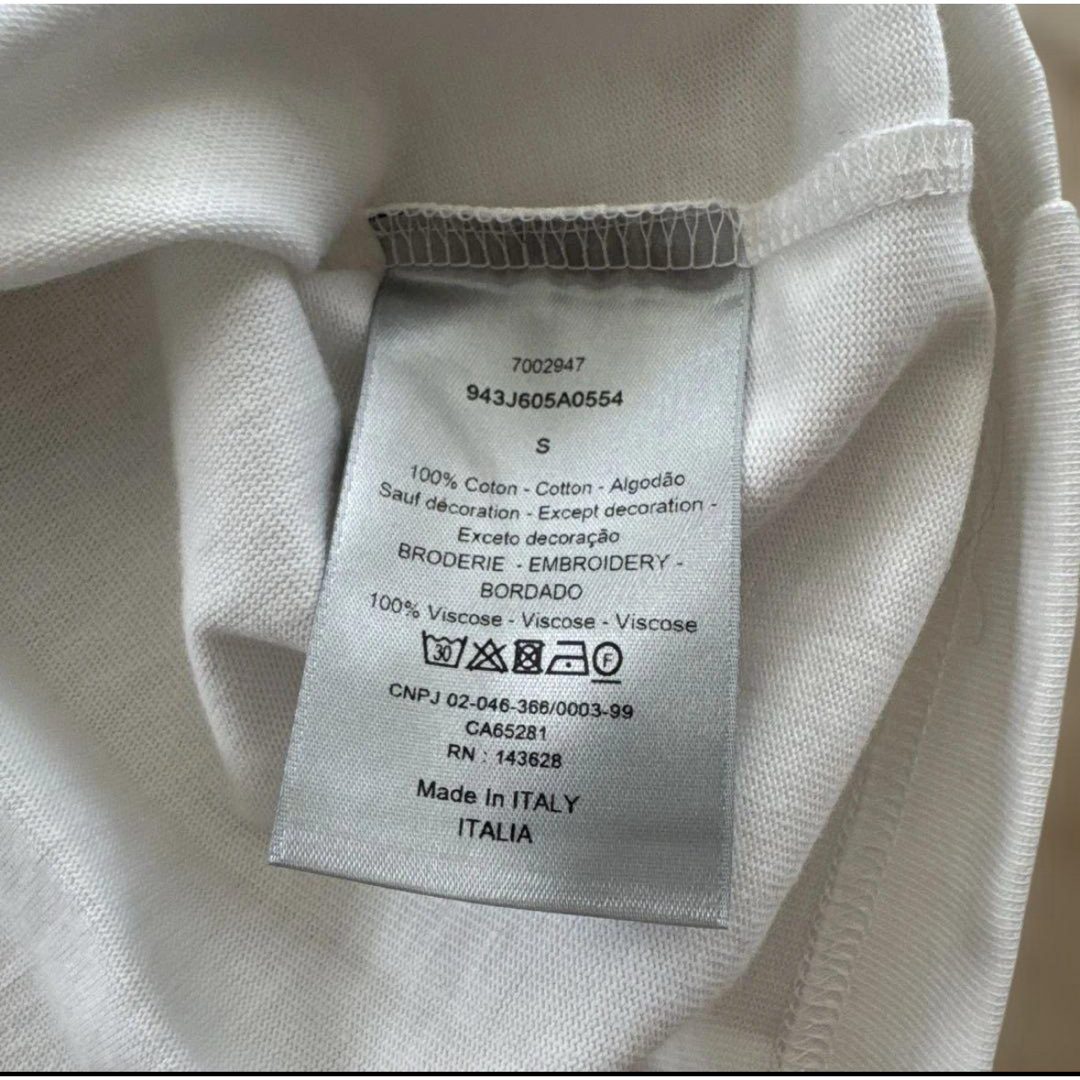 7002947
943J605A0554
S
100% Coton - Cotton - Algodão
Sauf décoration - Except decoration -
Exceto decoração
BRODERIE - EMBROIDERY -
BORDADO
100% Viscose - Viscose - Viscose
30 F
CNPJ 02-046-366/0003-99
CA65281
RN : 143628
Made In ITALY
ITALIA